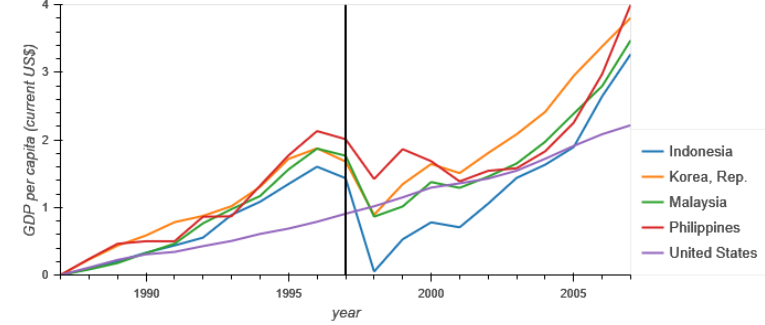 4
3
2
1
0
GDP per capita (current US$)
1990
1995
2000
2005
year
Indonesia
Korea, Rep.
Malaysia
Philippines
United States